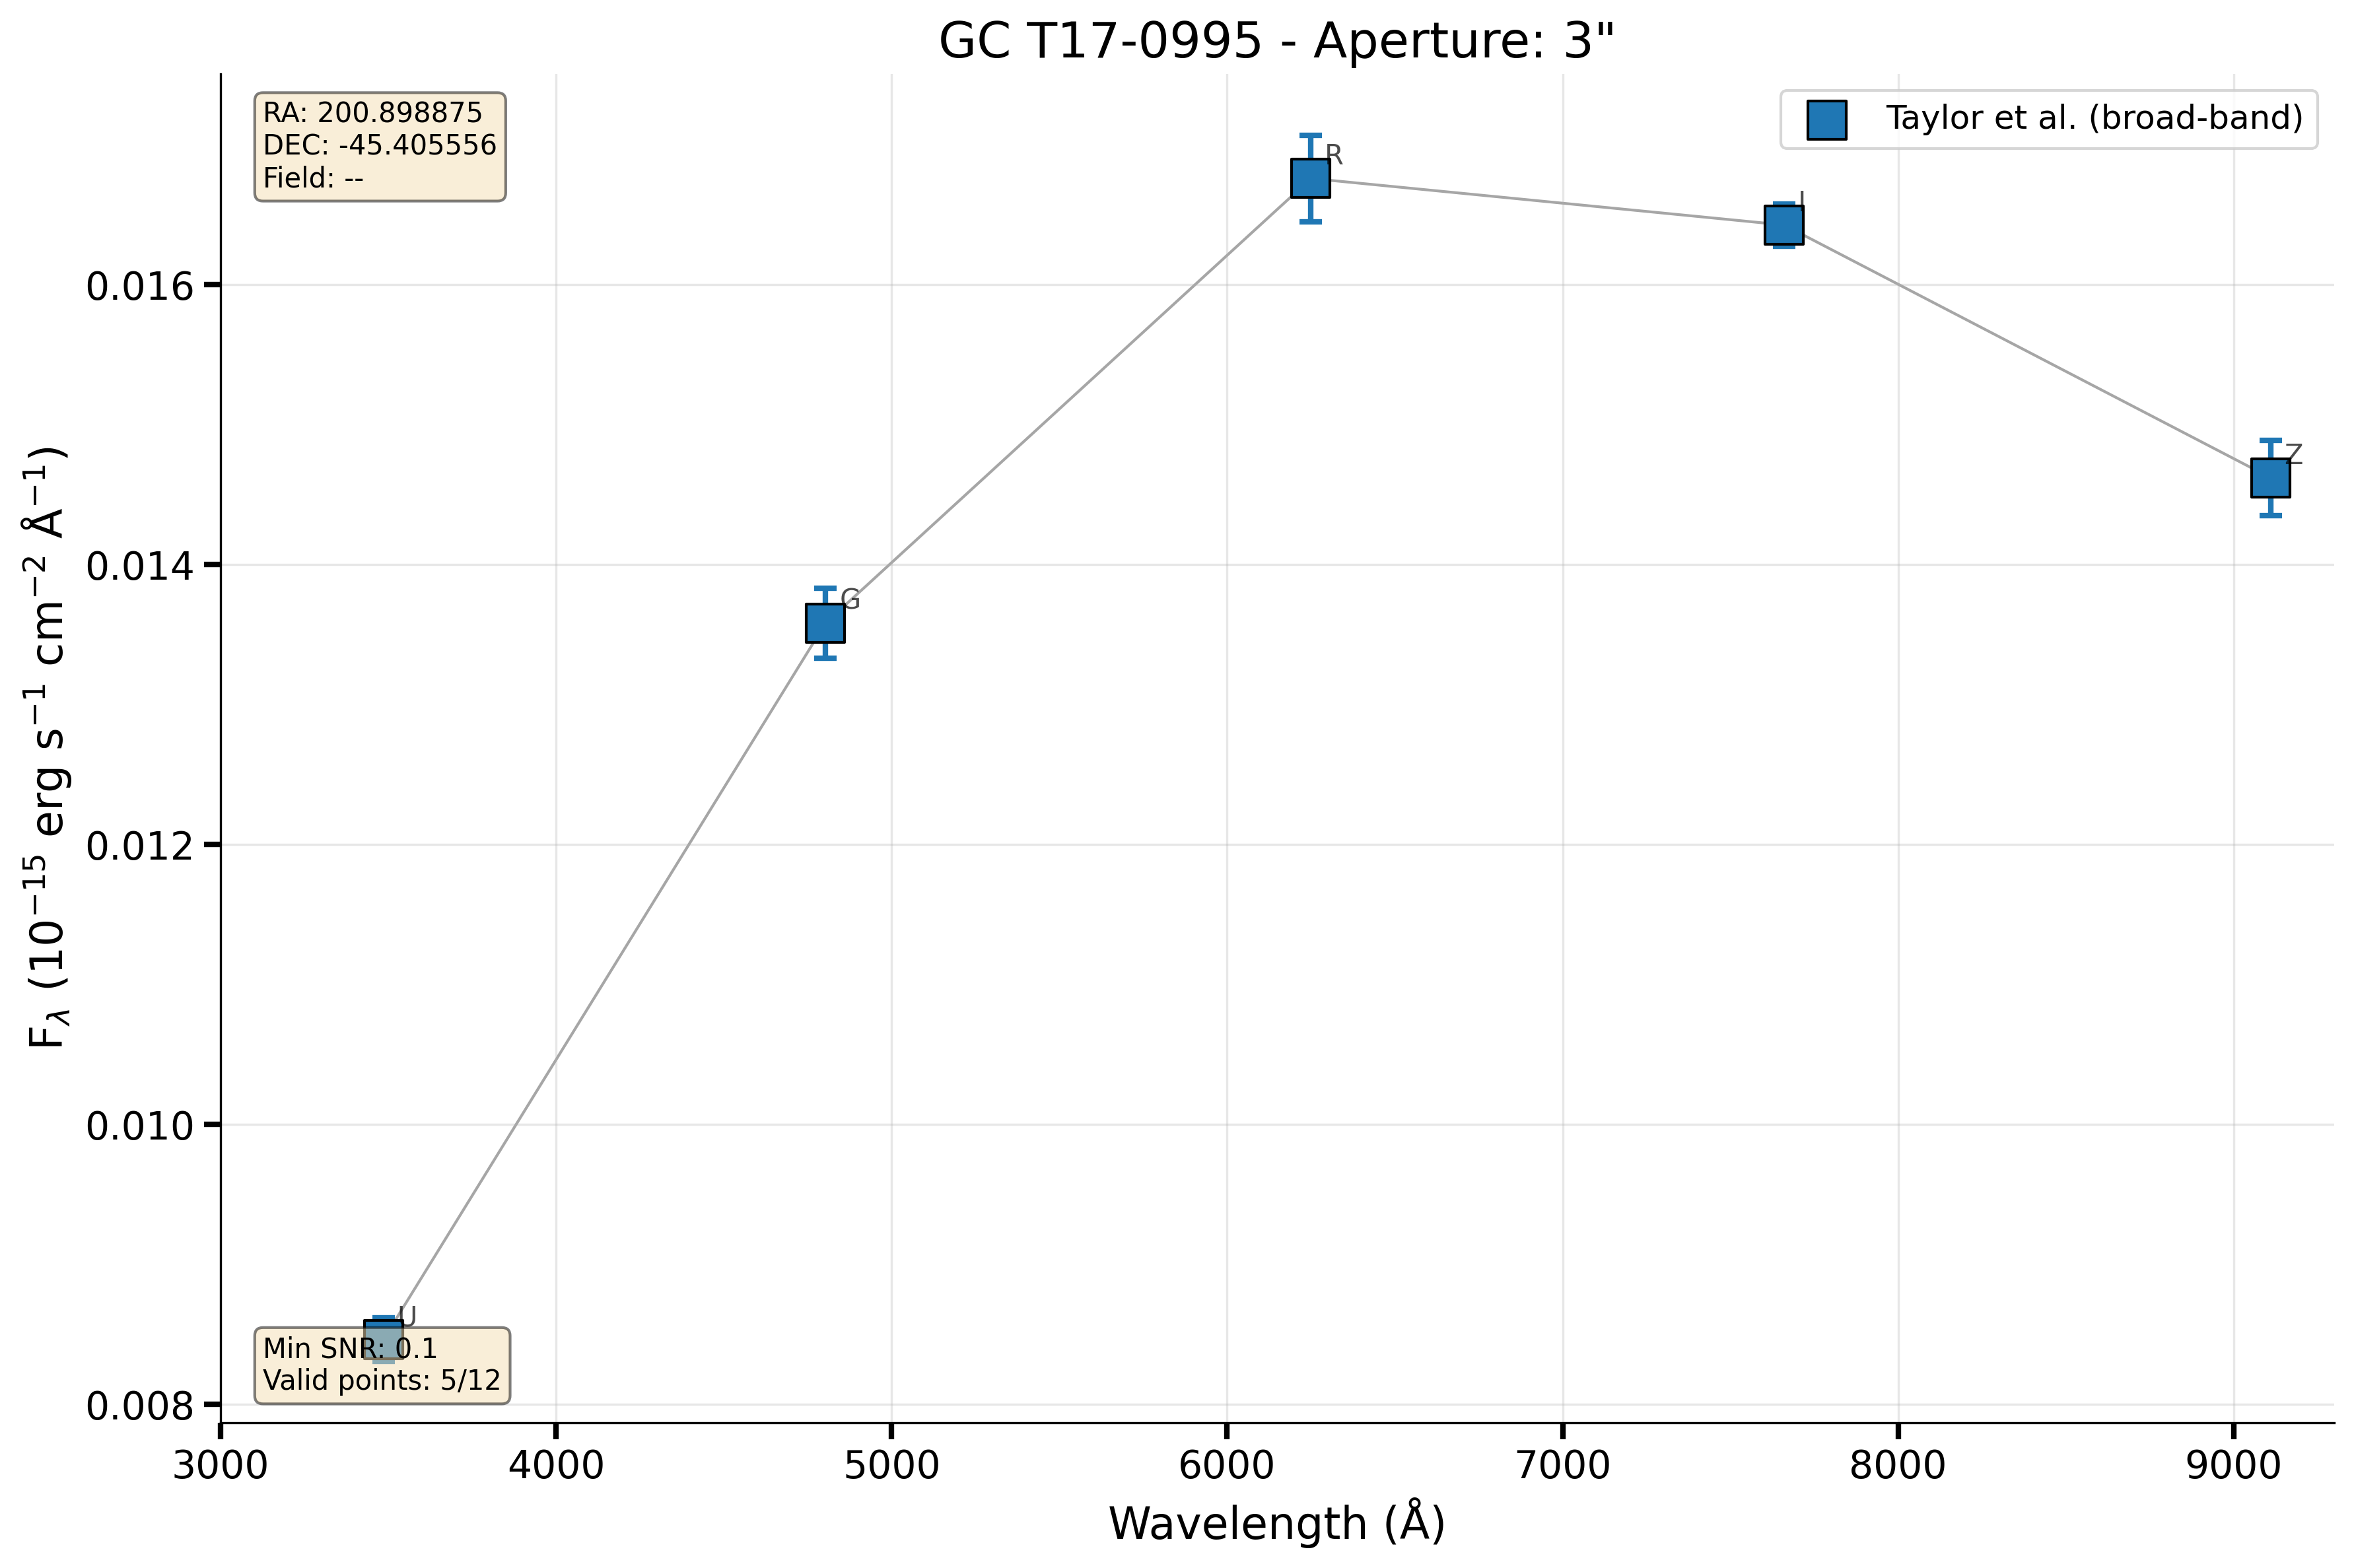 GC T17-0995 - Aperture: 3"
RA: 200.898875
DEC: -45.405556
Field: --
Taylor et al. (broad-band)
R
I
Z
G
U
Min SNR: 0.1
Valid points: 5/12
0.016
0.014
0.012
0.010
0.008
F_λ (10⁻¹⁵ erg s⁻¹ cm⁻² Å⁻¹)
3000 4000 5000 6000 7000 8000 9000
Wavelength (Å)